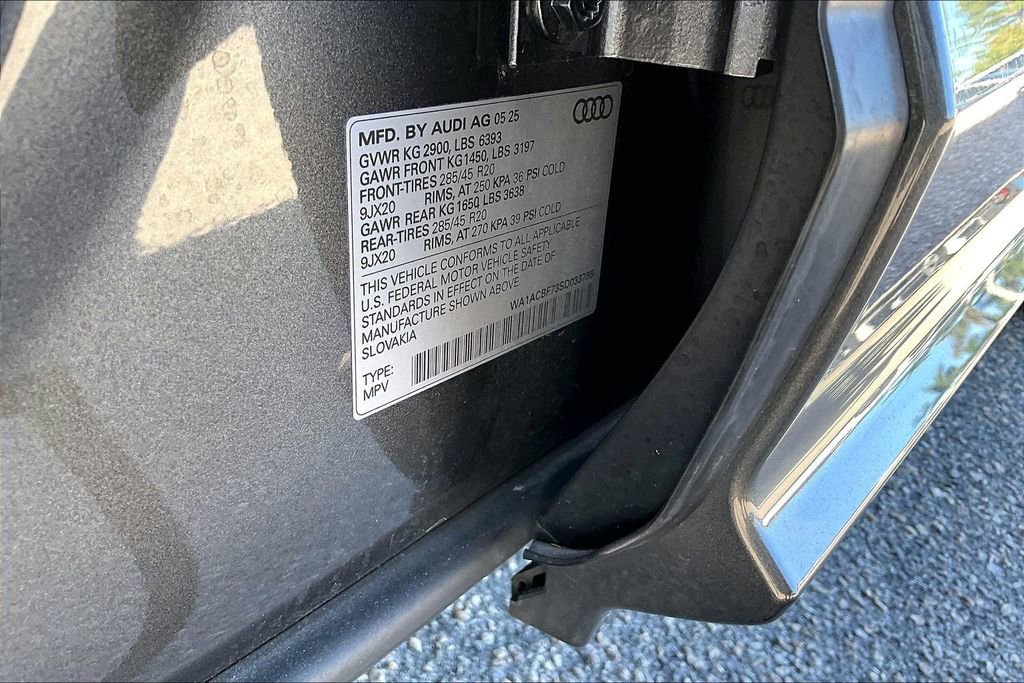 MFD. BY AUDI AG 05 25
GVWR KG 2900, LBS 6393
GAWR FRONT KG1450, LBS 3197
FRONT-TIRES 285/45 R20
9JX20 RIMS, AT 250 KPA 36 PSI COLD
GAWR REAR KG 1650, LBS 3638
REAR-TIRES 285/45 R20
9JX20 RIMS, AT 270 KPA 39 PSI COLD
THIS VEHICLE CONFORMS TO ALL APPLICABLE
U.S. FEDERAL MOTOR VEHICLE SAFETY
STANDARDS IN EFFECT ON THE DATE OF
MANUFACTURE SHOWN ABOVE.
SLOVAKIA WA1ACBF73SD033785
TYPE:
MPV